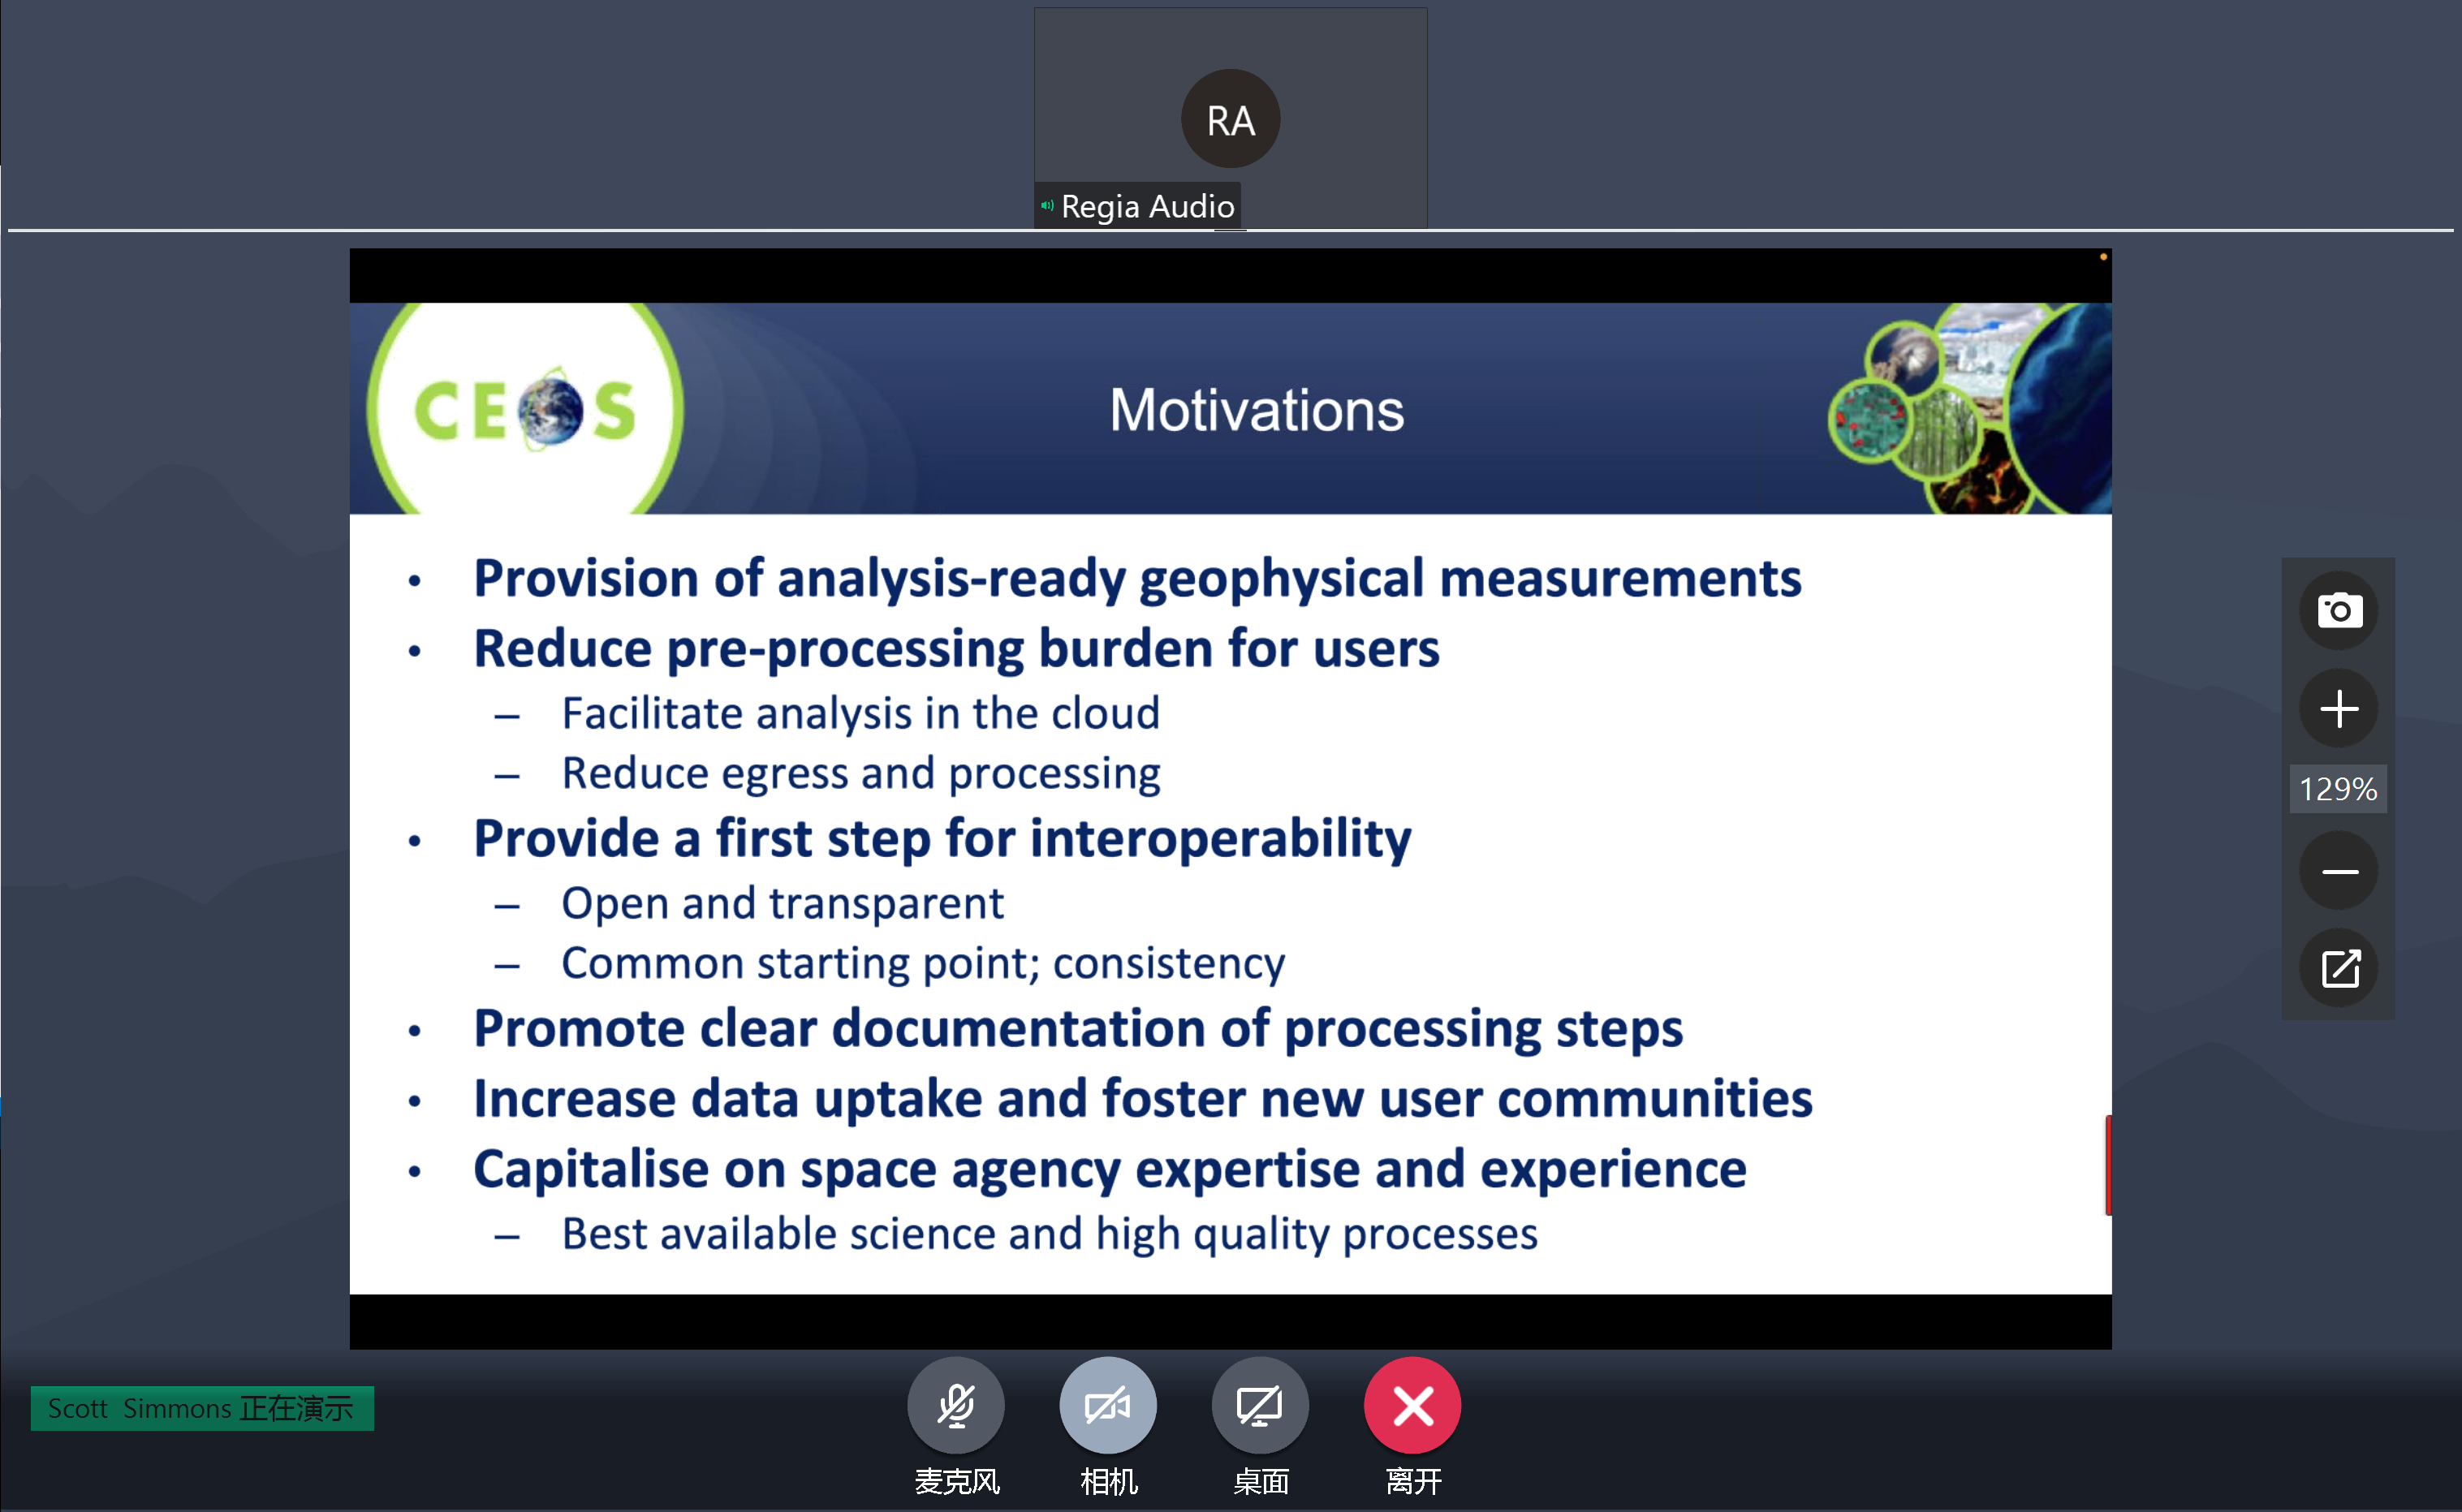 RA
Regia Audio
CEOS
Motivations
• Provision of analysis-ready geophysical measurements
• Reduce pre-processing burden for users
– Facilitate analysis in the cloud
– Reduce egress and processing
• Provide a first step for interoperability
– Open and transparent
– Common starting point; consistency
• Promote clear documentation of processing steps
• Increase data uptake and foster new user communities
• Capitalise on space agency expertise and experience
– Best available science and high quality processes
129%
Scott Simmons 正在演示
麦克风
相机
桌面
离开